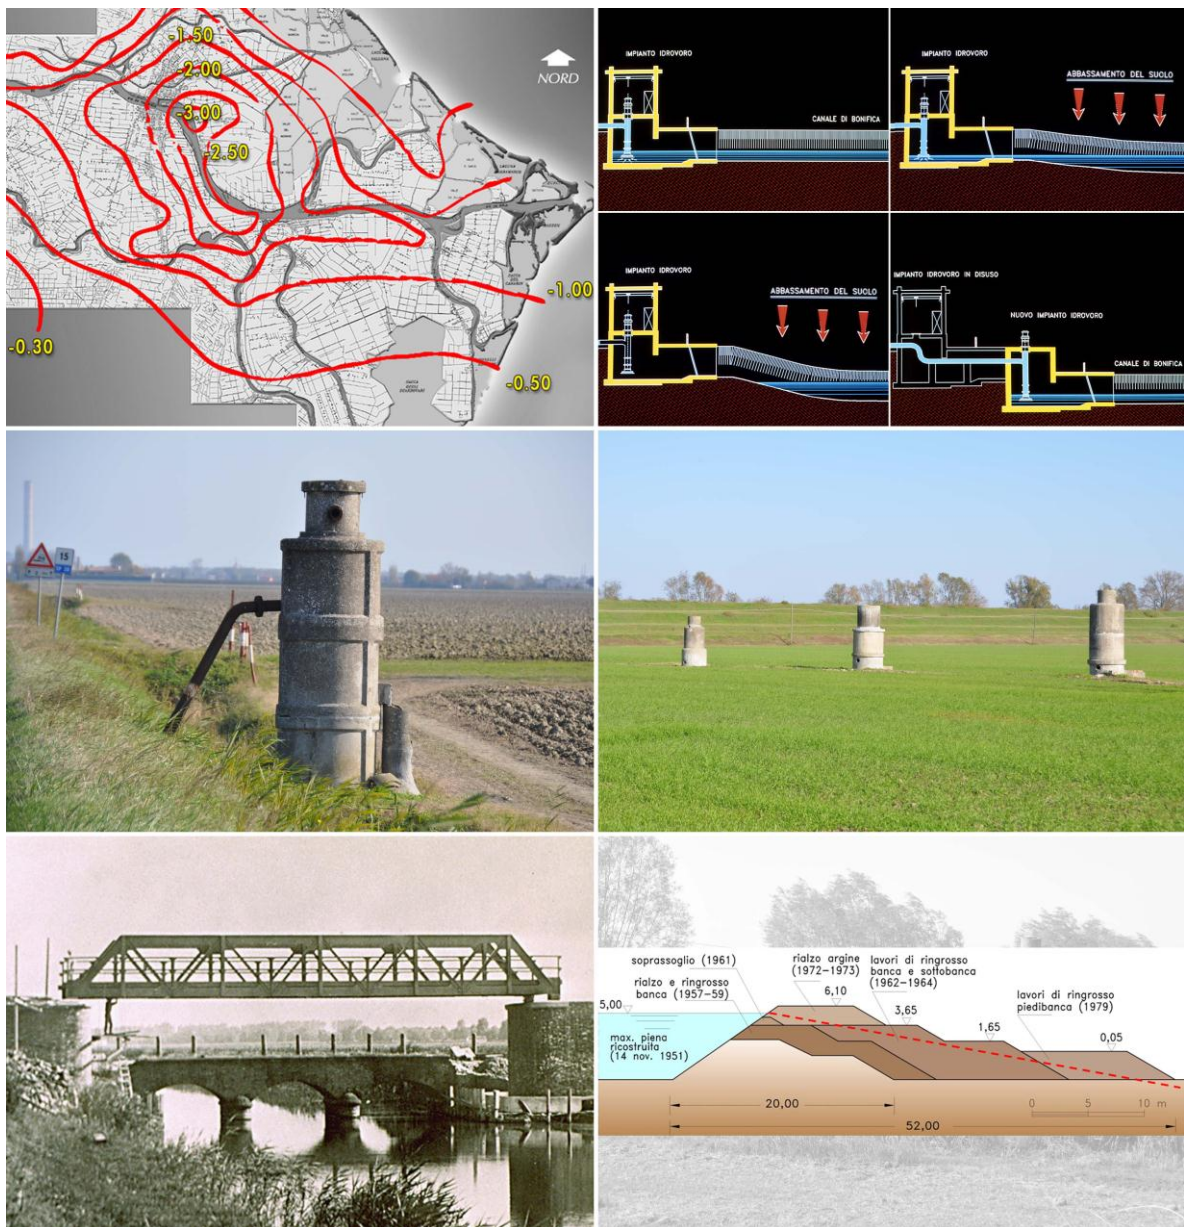 -1.50
-2.00
-3.00
-2.50
NORD
-1.00
-0.30
-0.50
IMPIANTO IDROVORO
CANALE DI BONIFICA
IMPIANTO IDROVORO
ABBASSAMENTO DEL SUOLO
IMPIANTO IDROVORO
ABBASSAMENTO DEL SUOLO
IMPIANTO IDROVORO IN DISUSO
NUOVO IMPIANTO IDROVORO
CANALE DI BONIFICA
15
soprassoglio (1961)
rialzo e ringrosso
banca (1957-59)
rialzo argine
(1972-1973)
6,10
lavori di ringrosso
banca e sottobanca
(1962-1964)
3,65
lavori di ringrosso
piedibanca (1979)
1,65
0,05
5,00
max. piena
ricostruita
(14 nov. 1951)
20,00
0 5 10 m
52,00